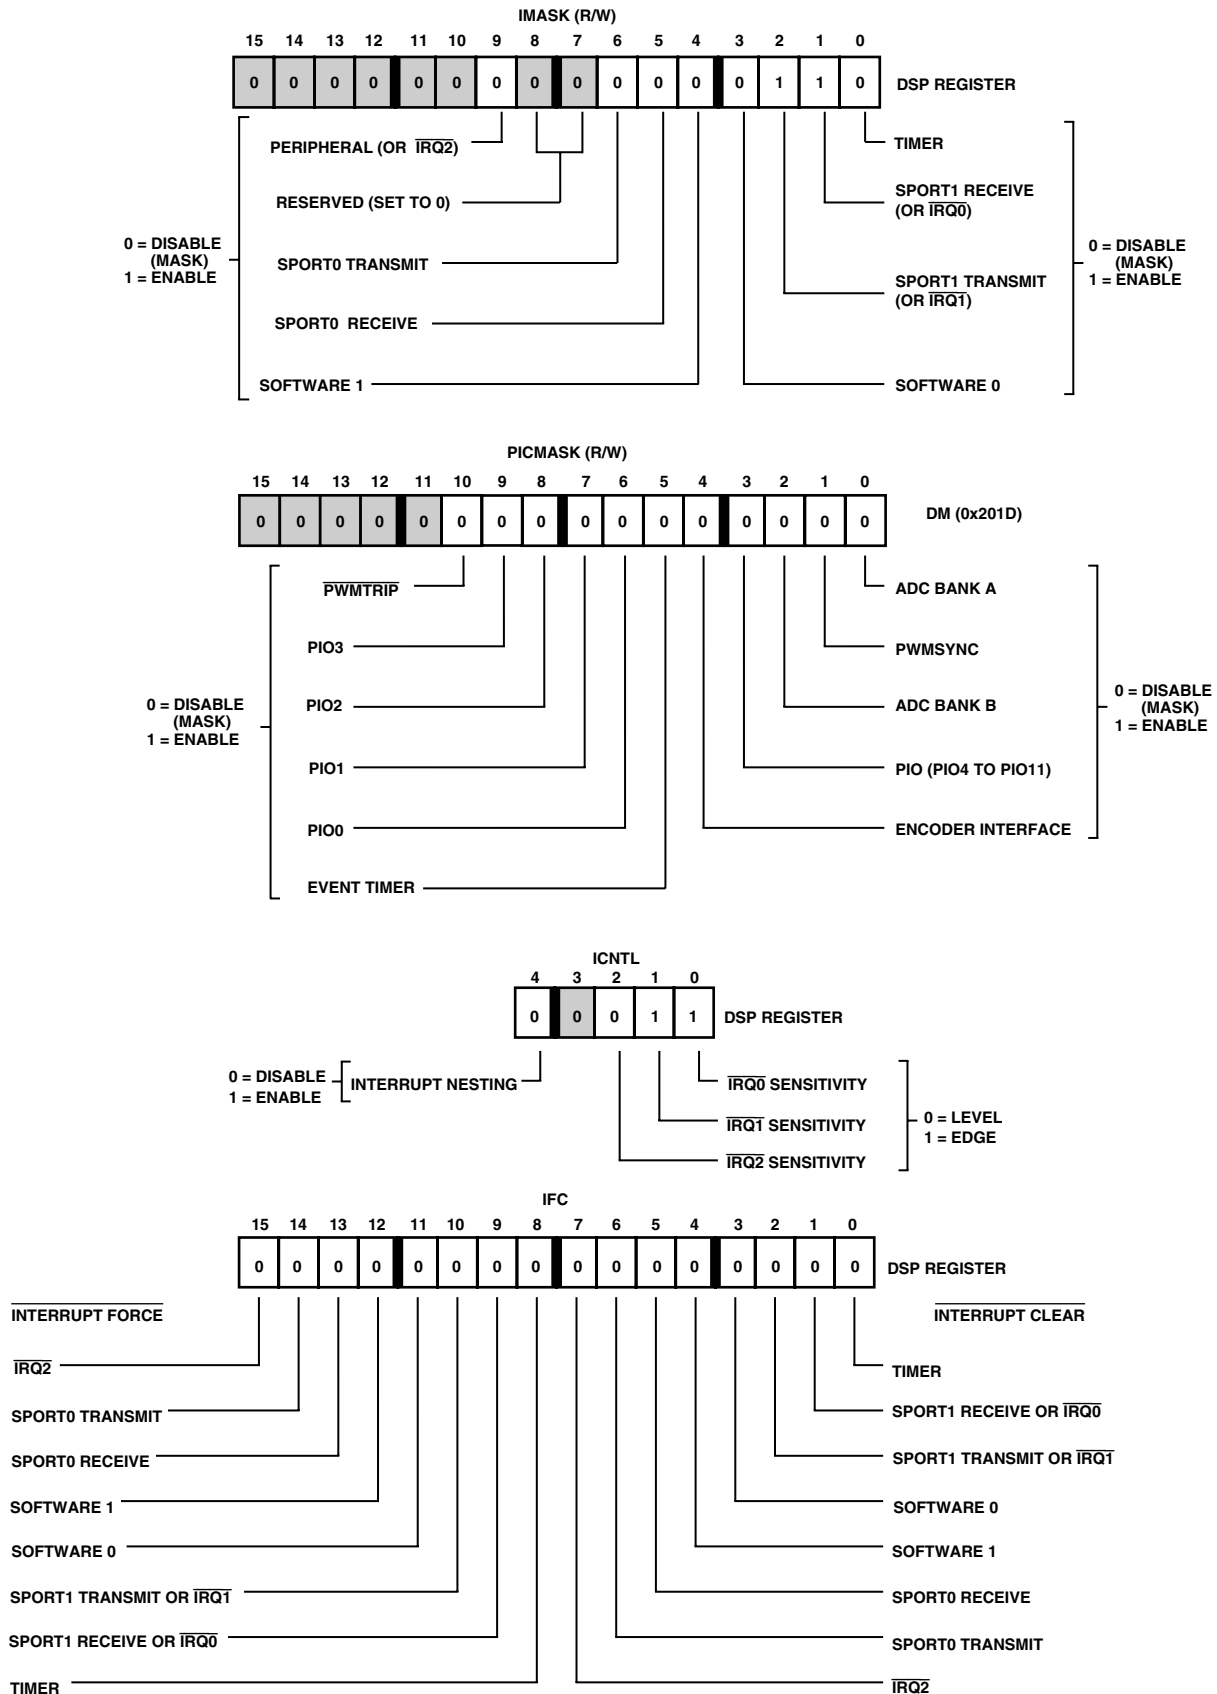 IMASK (R/W)
15 14 13 12 11 10 9 8 7 6 5 4 3 2 1 0
0 0 0 0 0 0 0 0 0 0 0 0 0 1 1 0 DSP REGISTER
PERIPHERAL (OR IRQ2) TIMER
RESERVED (SET TO 0) SPORT1 RECEIVE
(OR IRQ0)
0 = DISABLE
(MASK)
1 = ENABLE
SPORT0 TRANSMIT SPORT1 TRANSMIT
(OR IRQ1)
0 = DISABLE
(MASK)
1 = ENABLE
SPORT0 RECEIVE
SOFTWARE 1 SOFTWARE 0
PICMASK (R/W)
15 14 13 12 11 10 9 8 7 6 5 4 3 2 1 0
0 0 0 0 0 0 0 0 0 0 0 0 0 0 0 0 DM (0x201D)
PWMTRIP ADC BANK A
PIO3 PWMSYNC
0 = DISABLE
(MASK)
1 = ENABLE
PIO2 ADC BANK B
0 = DISABLE
(MASK)
1 = ENABLE
PIO1 PIO (PIO4 TO PIO11)
PIO0 ENCODER INTERFACE
EVENT TIMER
ICNTL
4 3 2 1 0
0 0 0 1 1 DSP REGISTER
0 = DISABLE
1 = ENABLE
INTERRUPT NESTING IRQ0 SENSITIVITY
IRQ1 SENSITIVITY
0 = LEVEL
1 = EDGE
IRQ2 SENSITIVITY
IFC
15 14 13 12 11 10 9 8 7 6 5 4 3 2 1 0
0 0 0 0 0 0 0 0 0 0 0 0 0 0 0 0 DSP REGISTER
INTERRUPT FORCE INTERRUPT CLEAR
IRQ2 TIMER
SPORT0 TRANSMIT SPORT1 RECEIVE OR IRQ0
SPORT0 RECEIVE SPORT1 TRANSMIT OR IRQ1
SOFTWARE 1 SOFTWARE 0
SOFTWARE 0 SOFTWARE 1
SPORT1 TRANSMIT OR IRQ1 SPORT0 RECEIVE
SPORT1 RECEIVE OR IRQ0 SPORT0 TRANSMIT
TIMER IRQ2